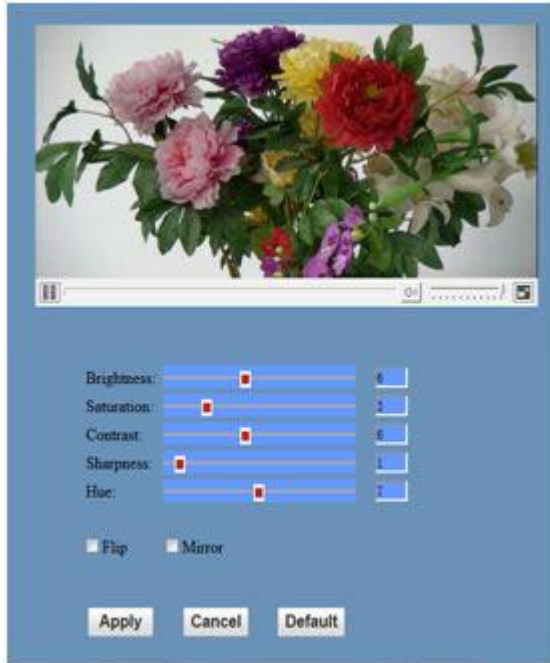 Brightness: 6
Saturation: 3
Contrast: 6
Sharpness: 1
Hue: 7
Flip Mirror
Apply Cancel Default